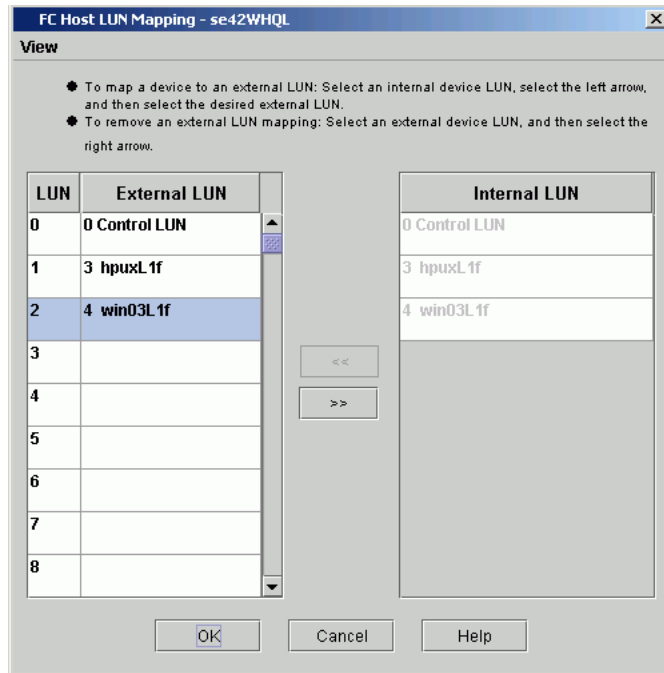 FC Host LUN Mapping - se42WHQL
View
To map a device to an external LUN: Select an internal device LUN, select the left arrow,
and then select the desired external LUN.
To remove an external LUN mapping: Select an external device LUN, and then select the
right arrow.
LUN External LUN Internal LUN
0 0 Control LUN 0 Control LUN
1 3 hpuxL1f 3 hpuxL1f
2 4 win03L1f 4 win03L1f
3
<<
4
>>
5
6
7
8
OK Cancel Help